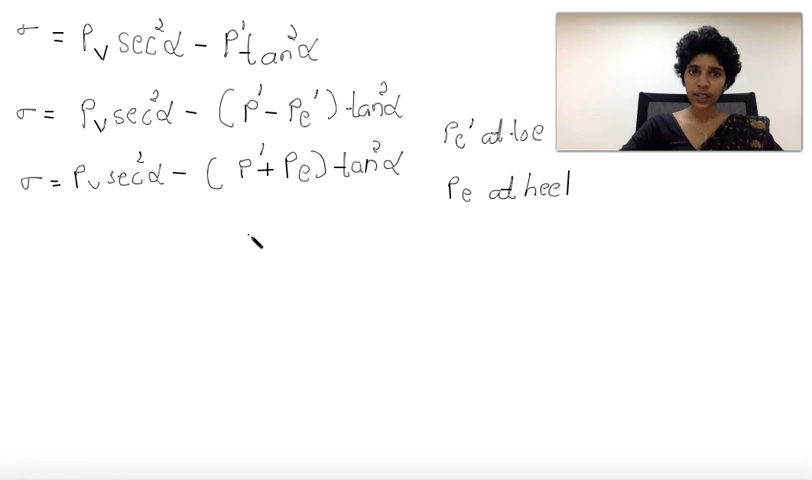 σ = Pv sec²α − P' tan²α
σ = Pv sec²α − (P' − Pe') tan²α
Pe' at toe
σ = Pv sec²α − (P' + Pe) tan²α
Pe at heel